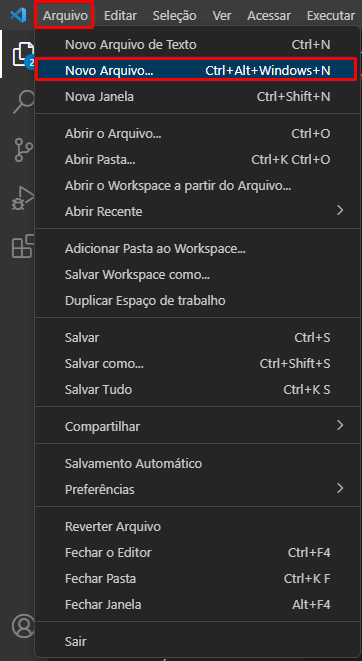 Arquivo Editar Seleção Ver Acessar Executar
Novo Arquivo de Texto Ctrl+N
Novo Arquivo... Ctrl+Alt+Windows+N
Nova Janela Ctrl+Shift+N
Abrir o Arquivo... Ctrl+O
Abrir Pasta... Ctrl+K Ctrl+O
Abrir o Workspace a partir do Arquivo...
Abrir Recente
Adicionar Pasta ao Workspace...
Salvar Workspace como...
Duplicar Espaço de trabalho
Salvar Ctrl+S
Salvar como... Ctrl+Shift+S
Salvar Tudo Ctrl+K S
Compartilhar
Salvamento Automático
Preferências
Reverter Arquivo
Fechar o Editor Ctrl+F4
Fechar Pasta Ctrl+K F
Fechar Janela Alt+F4
Sair
2